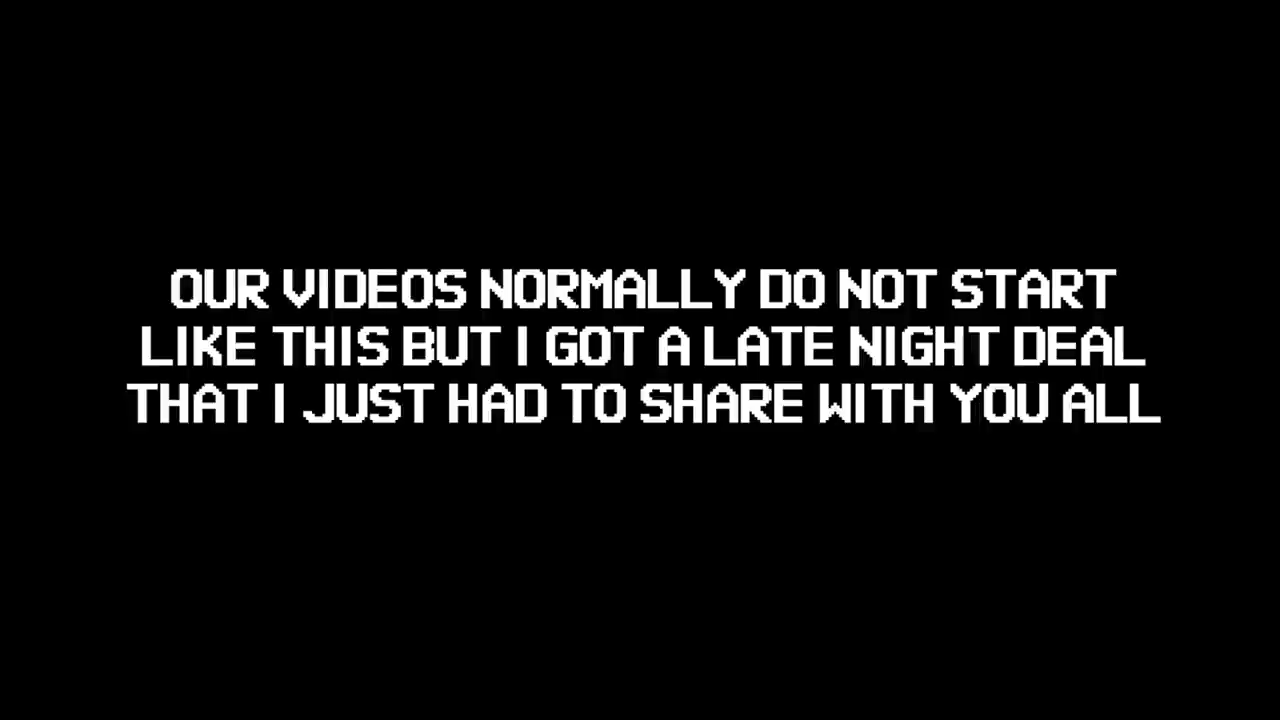 OUR VIDEOS NORMALLY DO NOT START
LIKE THIS BUT I GOT A LATE NIGHT DEAL
THAT I JUST HAD TO SHARE WITH YOU ALL